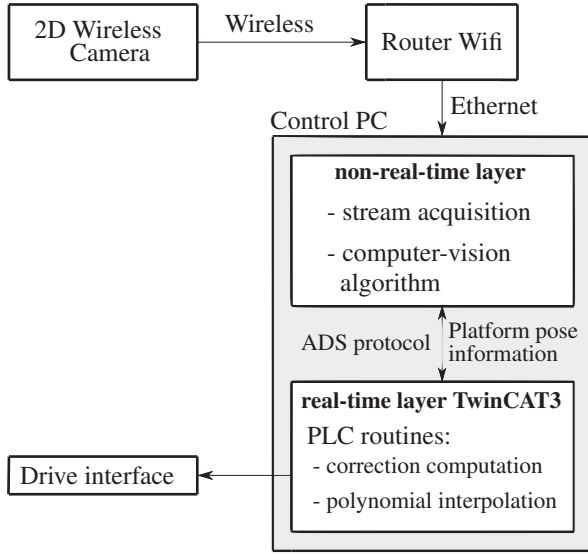 2D Wireless
Camera
Wireless
Router Wifi
Ethernet
Control PC
non-real-time layer
- stream acquisition
- computer-vision
algorithm
ADS protocol
Platform pose
information
real-time layer TwinCAT3
PLC routines:
- correction computation
- polynomial interpolation
Drive interface